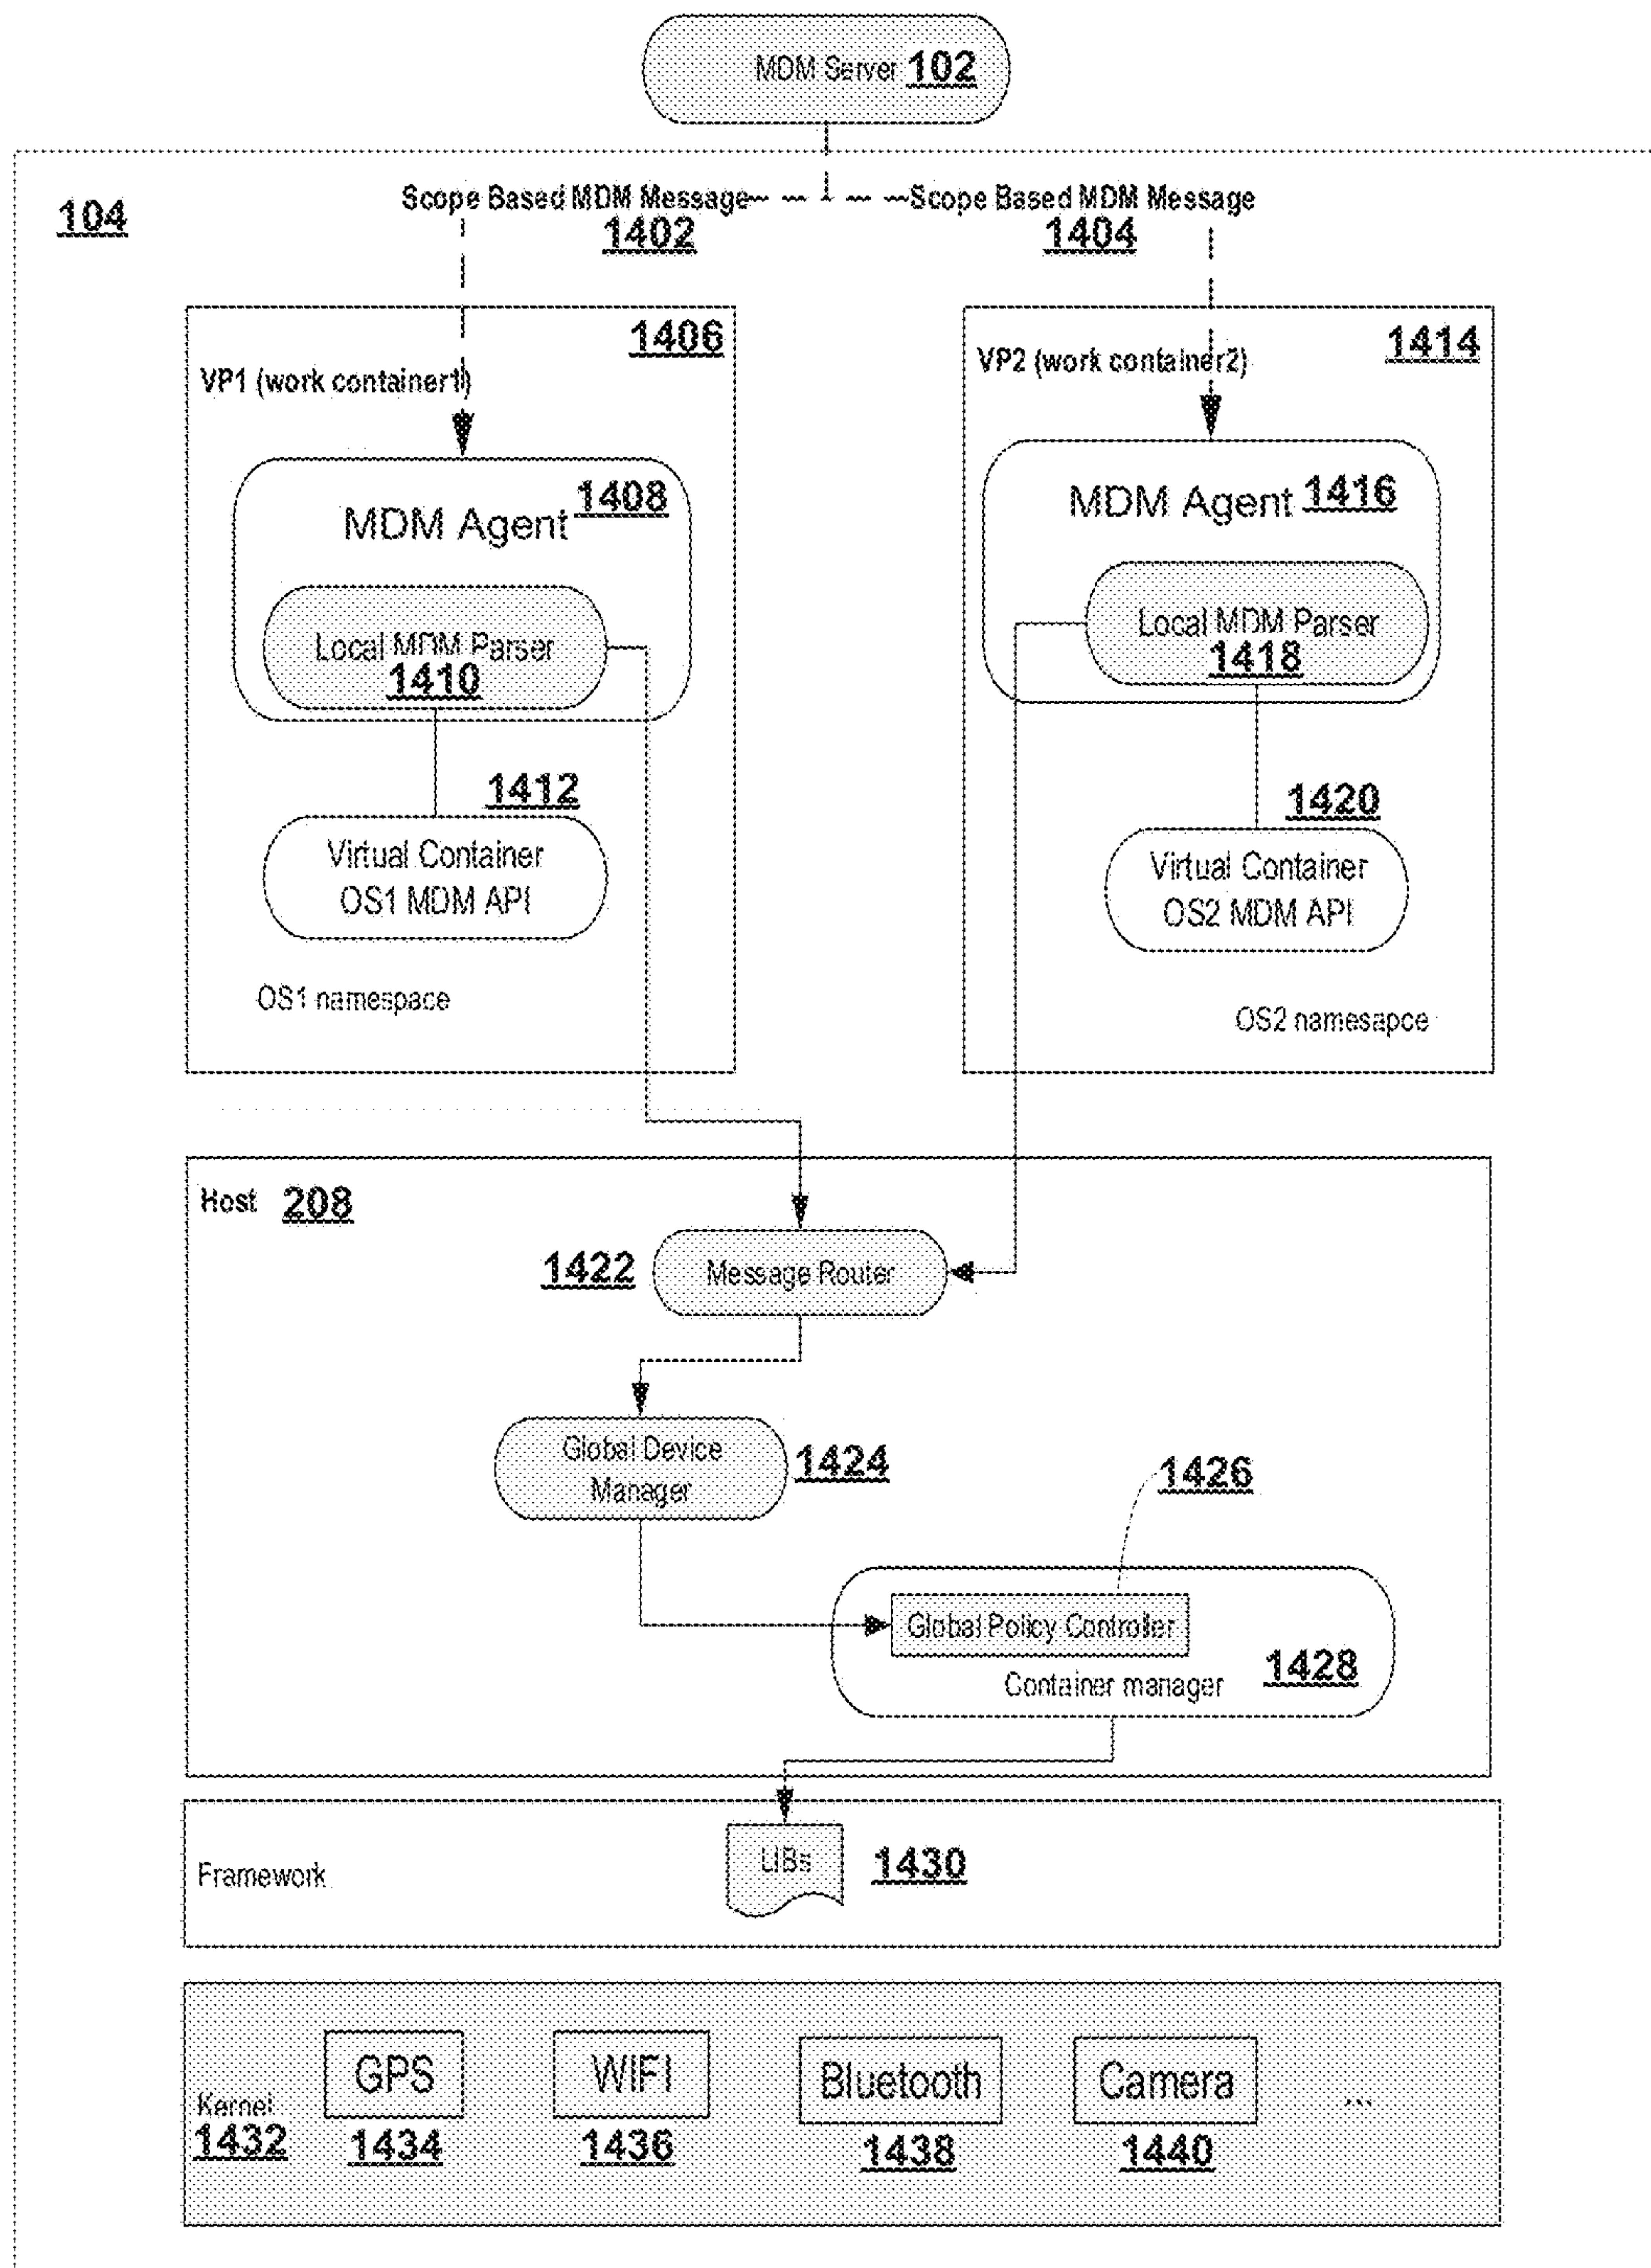 MDM Server 102
104
Scope Based MDM Message
1402
Scope Based MDM Message
1404
1406
VP1 (work container1)
MDM Agent 1408
Local MDM Parser
1410
1412
Virtual Container
OS1 MDM API
OS1 namespace
1414
VP2 (work container2)
MDM Agent 1416
Local MDM Parser
1418
1420
Virtual Container
OS2 MDM API
OS2 namesapce
Host 208
1422 Message Router
Global Device
Manager
1424
1426
Global Policy Controller
Container manager 1428
Framework
LIBs
1430
Kernel
1432
GPS
1434
WIFI
1436
Bluetooth
1438
Camera
1440
...